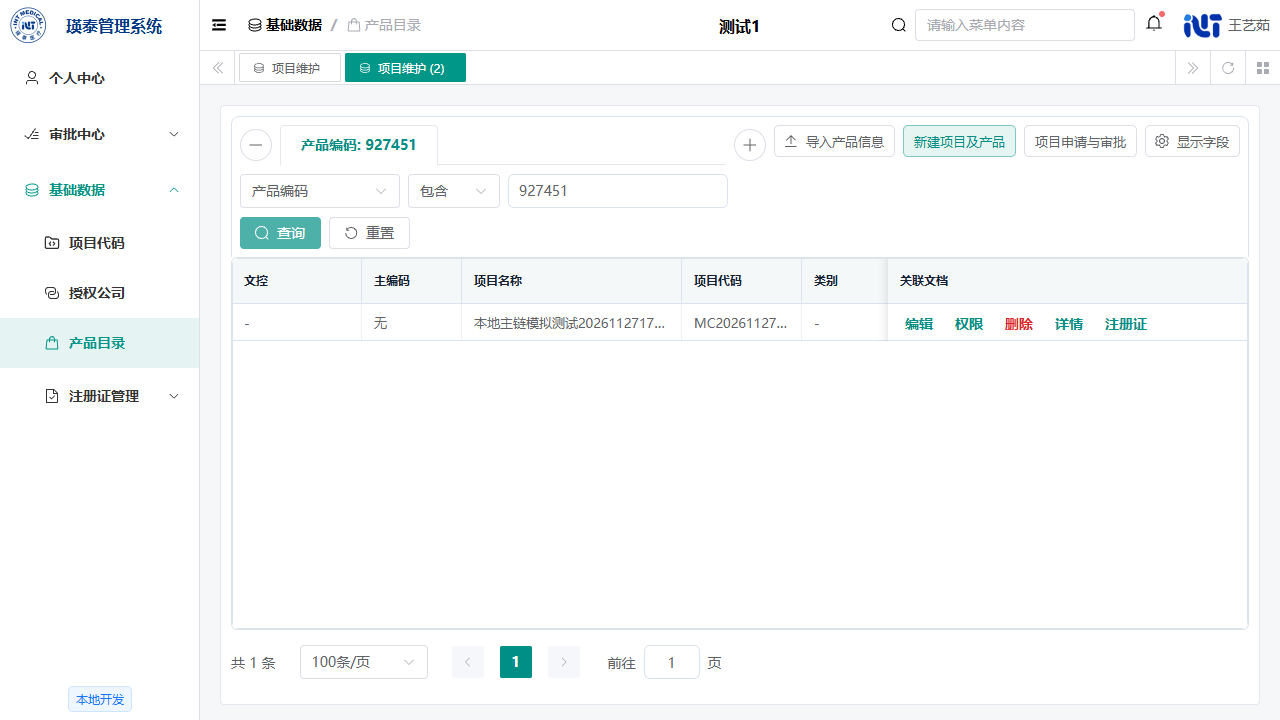 瑛泰管理系统
基础数据 / 产品目录
测试1
请输入菜单内容
王艺茹
个人中心
审批中心
基础数据
项目代码
授权公司
产品目录
注册证管理
本地开发
项目维护
项目维护 (2)
产品编码: 927451
导入产品信息
新建项目及产品
项目申请与审批
显示字段
产品编码
包含
927451
查询
重置
文控 主编码 项目名称 项目代码 类别 关联文档
- 无 本地主链模拟测试2026112717... MC20261127... - 编辑 权限 删除 详情 注册证
共 1 条 100条/页 1 前往 1 页